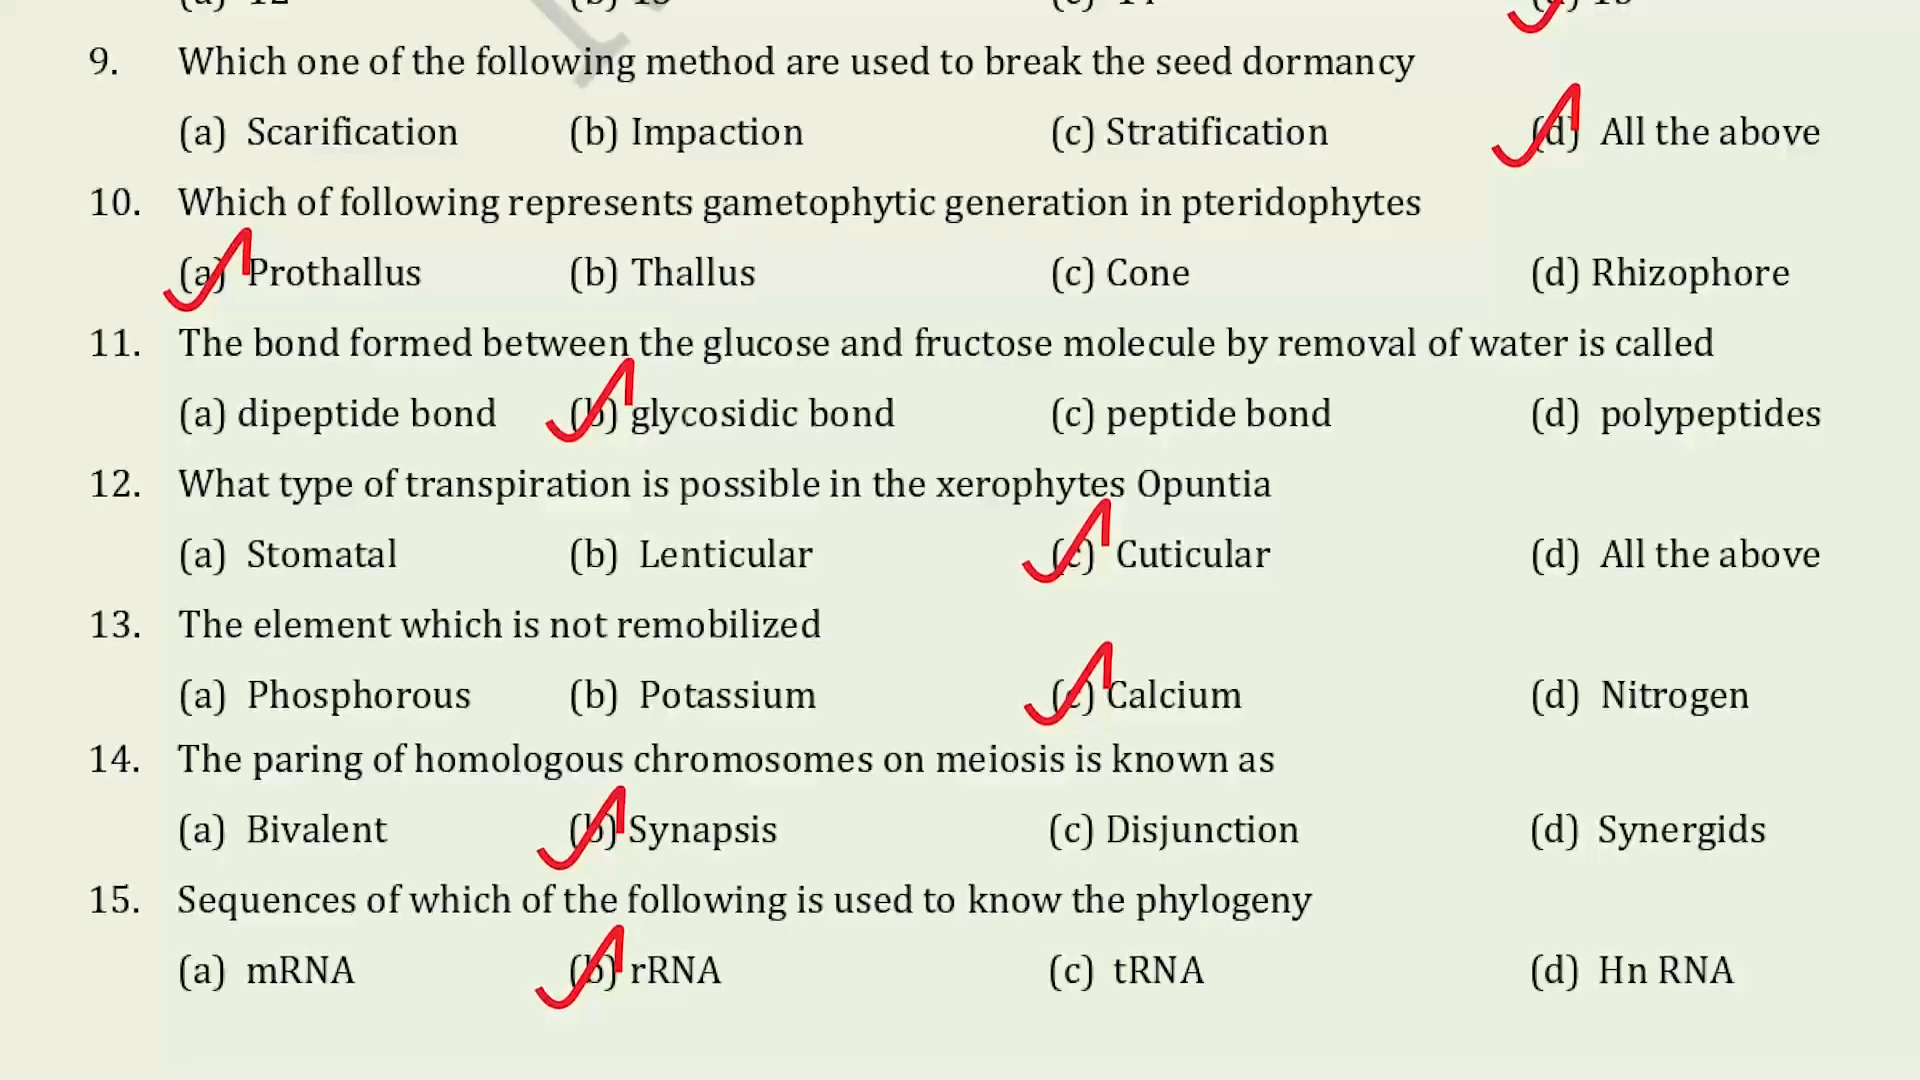 9. Which one of the following method are used to break the seed dormancy
(a) Scarification (b) Impaction (c) Stratification (d) All the above
10. Which of following represents gametophytic generation in pteridophytes
(a) Prothallus (b) Thallus (c) Cone (d) Rhizophore
11. The bond formed between the glucose and fructose molecule by removal of water is called
(a) dipeptide bond (b) glycosidic bond (c) peptide bond (d) polypeptides
12. What type of transpiration is possible in the xerophytes Opuntia
(a) Stomatal (b) Lenticular (c) Cuticular (d) All the above
13. The element which is not remobilized
(a) Phosphorous (b) Potassium (c) Calcium (d) Nitrogen
14. The paring of homologous chromosomes on meiosis is known as
(a) Bivalent (b) Synapsis (c) Disjunction (d) Synergids
15. Sequences of which of the following is used to know the phylogeny
(a) mRNA (b) rRNA (c) tRNA (d) Hn RNA